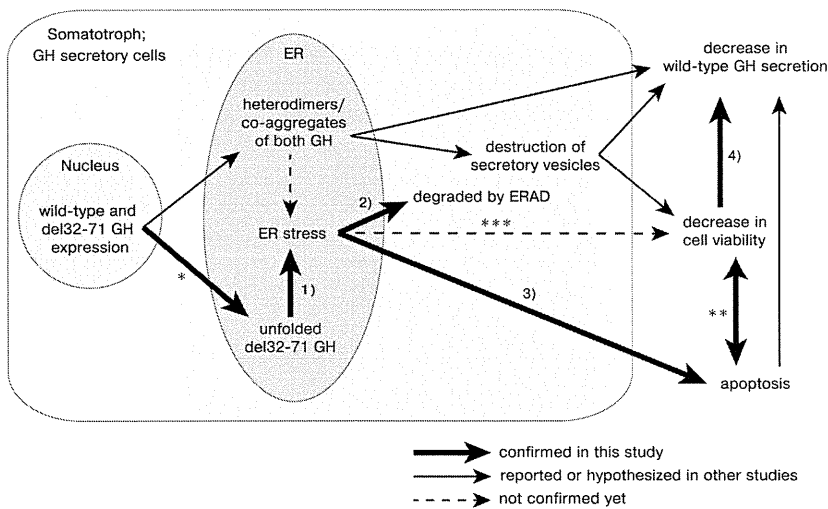 Somatotroph;
GH secretory cells
ER
decrease in
wild-type GH secretion
heterodimers/
co-aggregates
of both GH
destruction of
secretory vesicles
4)
Nucleus
wild-type and
del32-71 GH
expression
2)
degraded by ERAD
***
ER stress
decrease in
cell viability
*
1)
3)
**
unfolded
del32-71 GH
apoptosis
confirmed in this study
reported or hypothesized in other studies
not confirmed yet